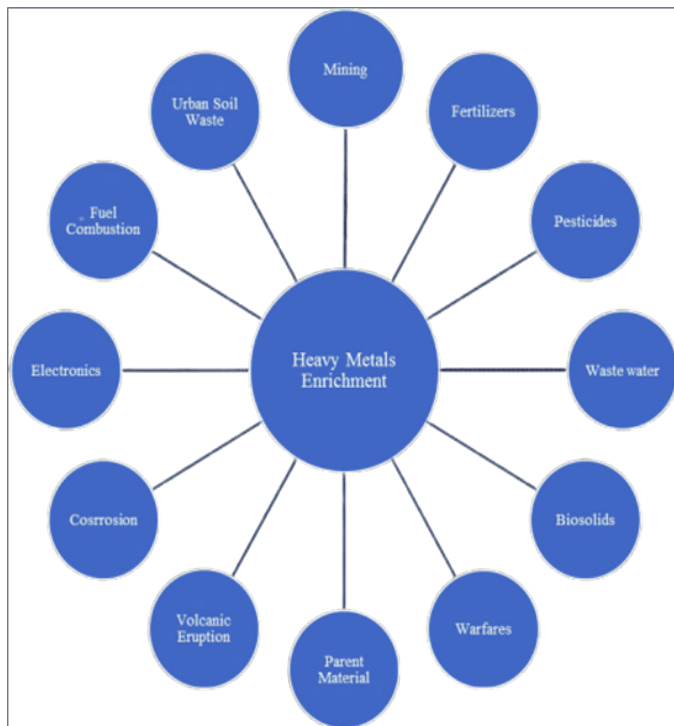 Mining
Fertilizers
Pesticides
Waste water
Biosolids
Warfares
Parent
Material
Volcanic
Eruption
Cosrrosion
Electronics
Fuel
Combustion
Urban Soil
Waste
Heavy Metals
Enrichment